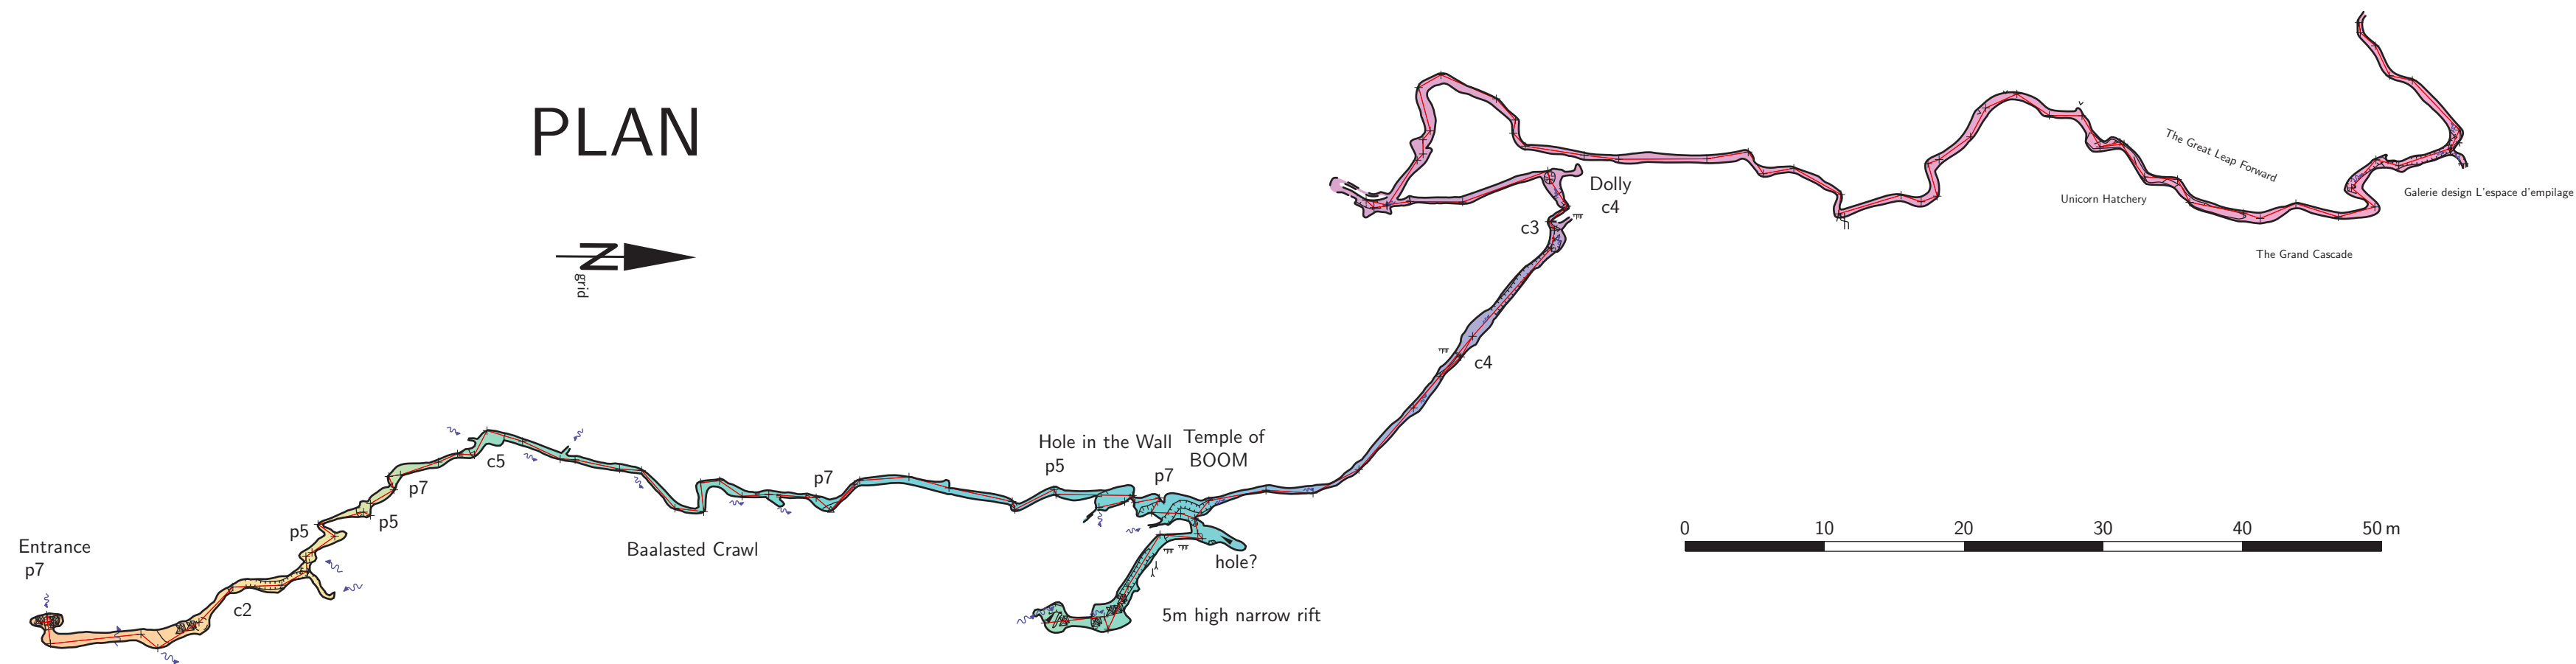 PLAN
N
grid
The Great Leap Forward
Unicorn Hatchery
Galerie design L'espace d'empilage
The Grand Cascade
Dolly
c4
c3
c4
Hole in the Wall
p5
Temple of
BOOM
p7
c5
p7
p7
p5
p5
Baalasted Crawl
Entrance
p7
c2
hole?
5m high narrow rift
0 10 20 30 40 50 m